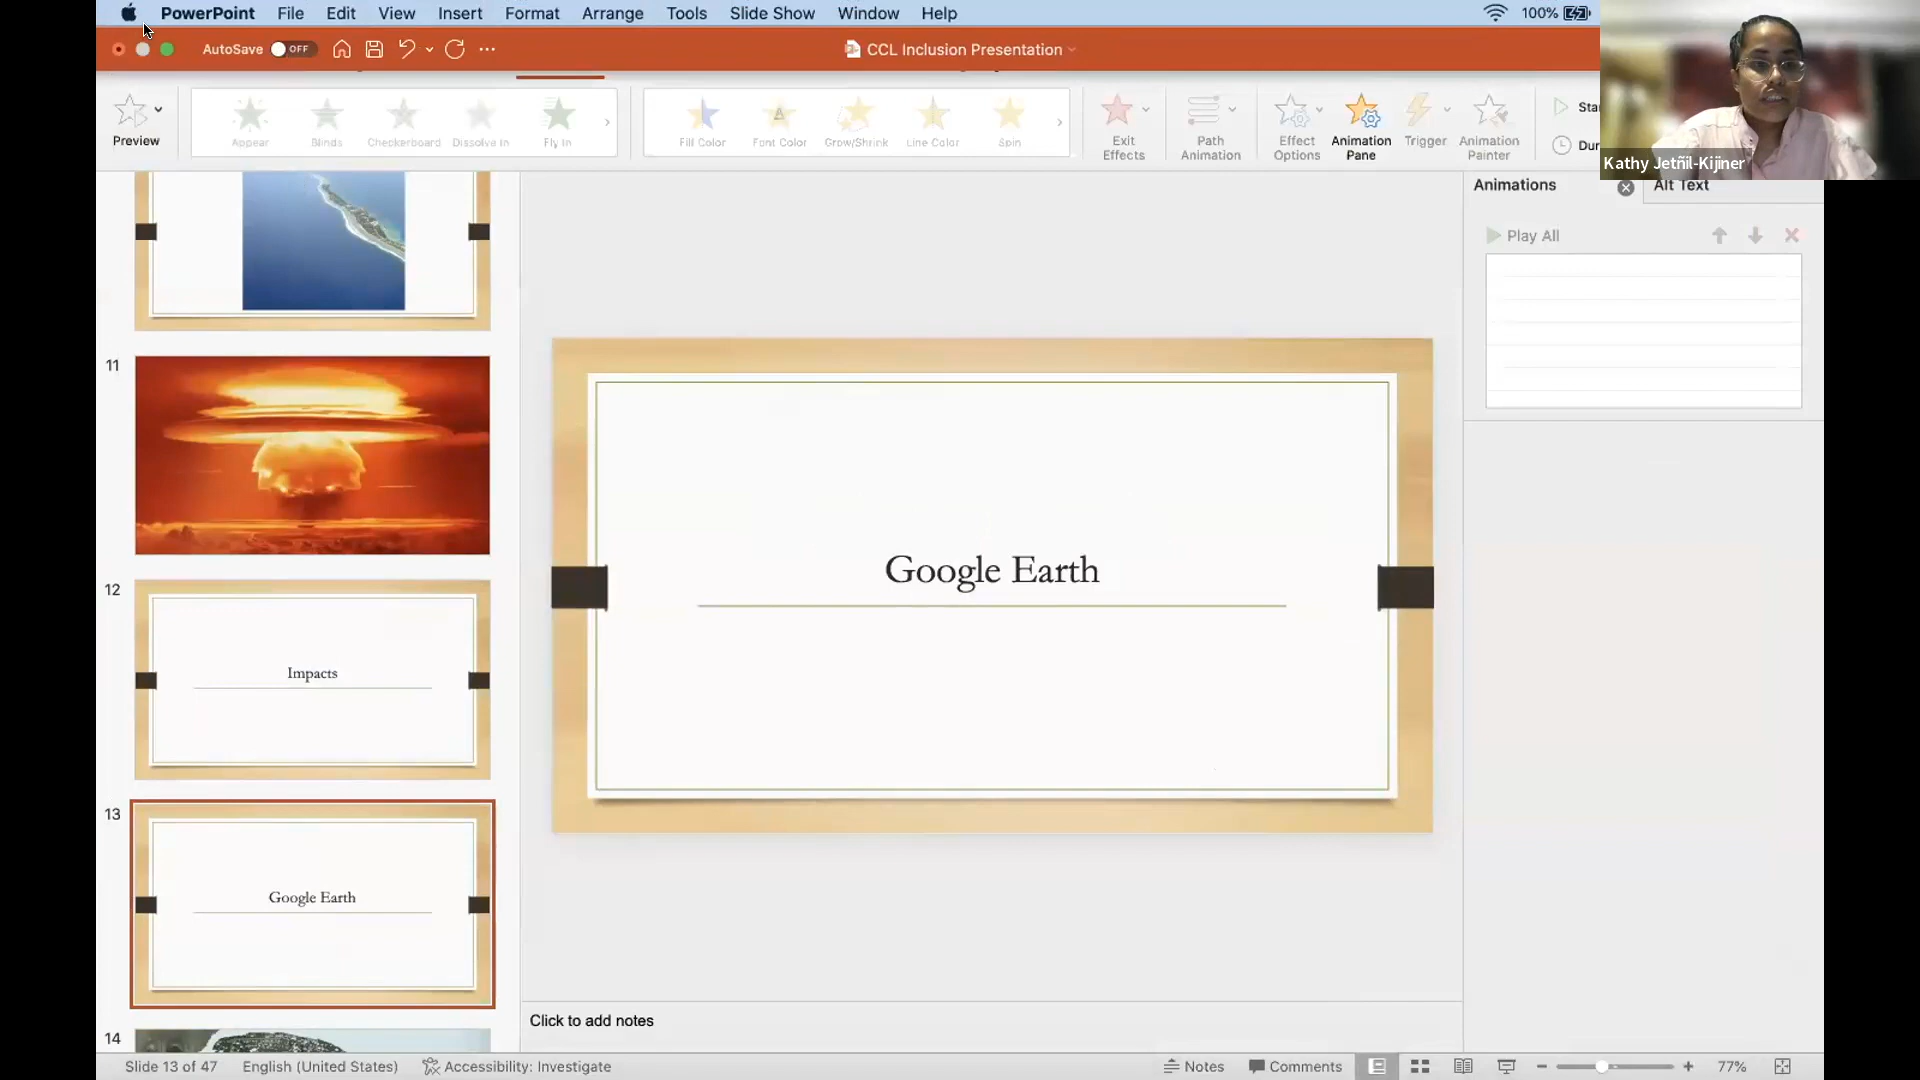 PowerPoint File Edit View Insert Format Arrange Tools Slide Show Window Help 100%
AutoSave OFF CCL Inclusion Presentation
Preview
Appear Blinds Checkerboard Dissolve In Fly In
Fill Color Font Color Grow/Shrink Line Color Spin
Exit Effects
Path Animation
Effect Options
Animation Pane
Trigger
Animation Painter
Kathy Jetñil-Kijiner
Animations Alt Text
Play All
11
12
Impacts
13
Google Earth
14
Google Earth
Click to add notes
Slide 13 of 47 English (United States) Accessibility: Investigate Notes Comments 77%